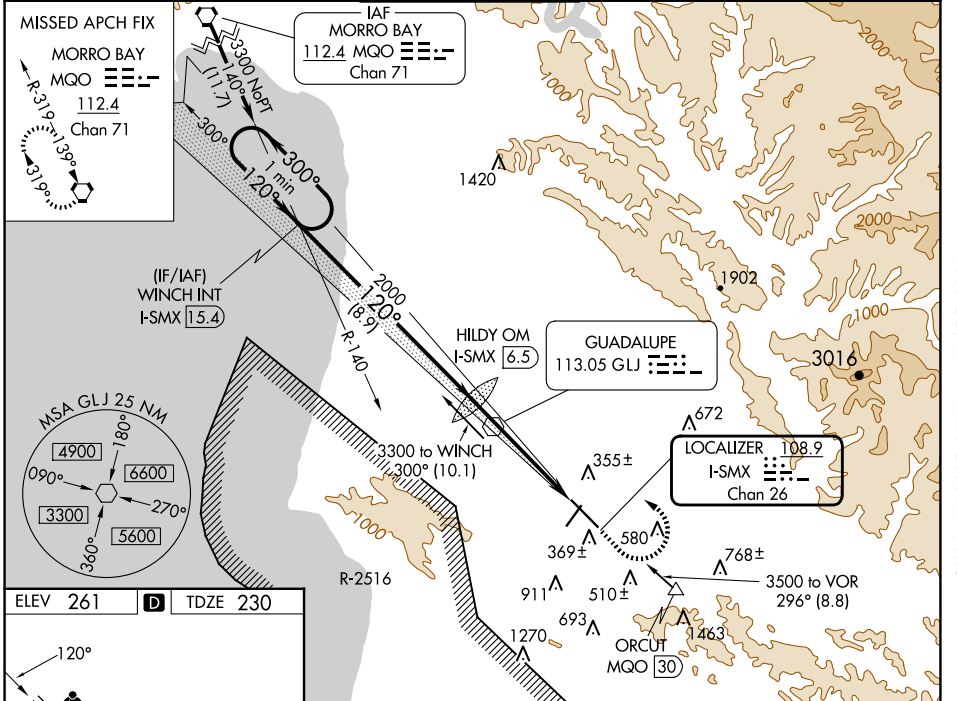 MISSED APCH FIX
MORRO BAY
MQO
112.4
Chan 71
R-319
139°
319°
IAF
MORRO BAY
112.4 MQO
Chan 71
3300 NoPT
140°
(11.7)
300°
300°
1 min
120°
(IF/IAF)
WINCH INT
I-SMX 15.4
2000
120°
(8.9)
R-140
HILDY OM
I-SMX 6.5
GUADALUPE
113.05 GLJ
3300 to WINCH
300° (10.1)
LOCALIZER 108.9
I-SMX
Chan 26
1420
1000
2000
2000
1902
1000
3016
672
355±
369±
580
768±
911
510±
693
1270
1463
3500 to VOR
296° (8.8)
ORCUT
MQO 30
1000
R-2516
MSA GLJ 25 NM
4900
180°
090°
6600
270°
3300
5600
360°
ELEV 261 D TDZE 230
120°